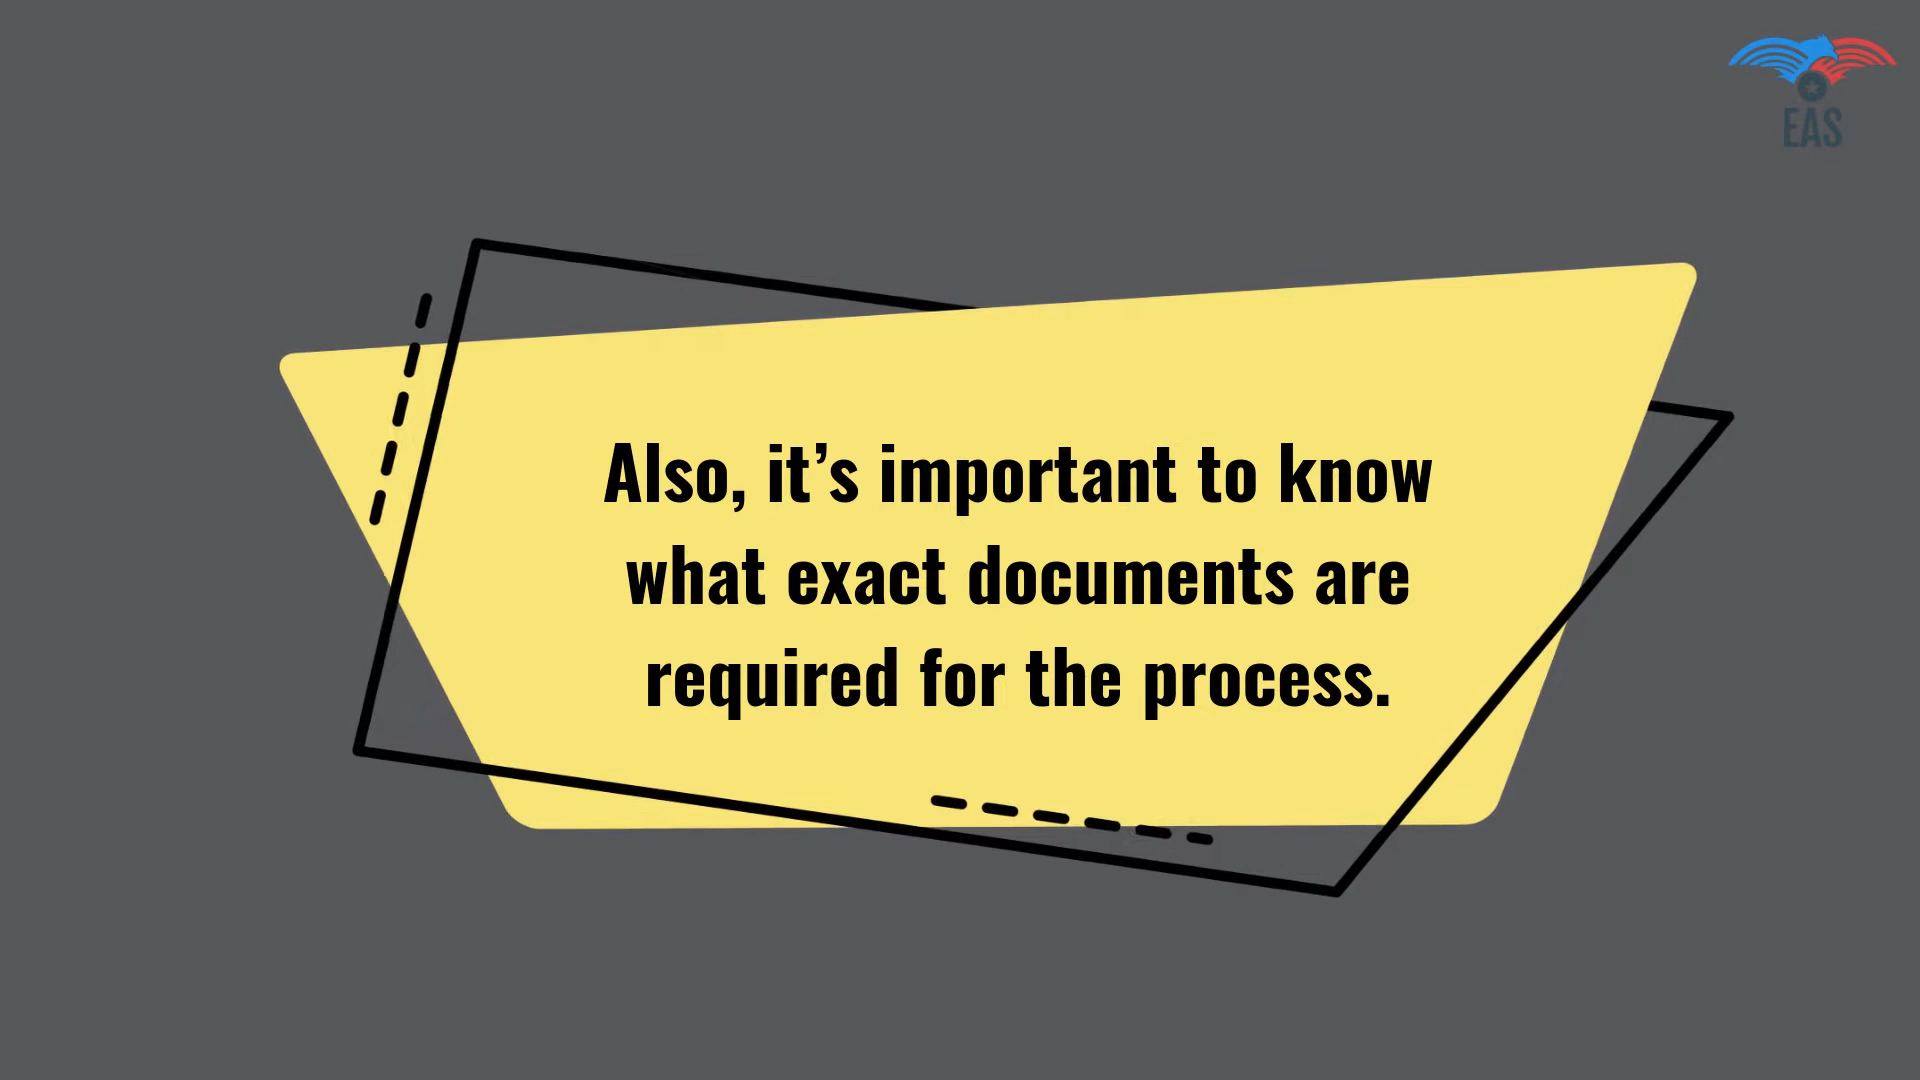 EAS
Also, it’s important to know
what exact documents are
required for the process.